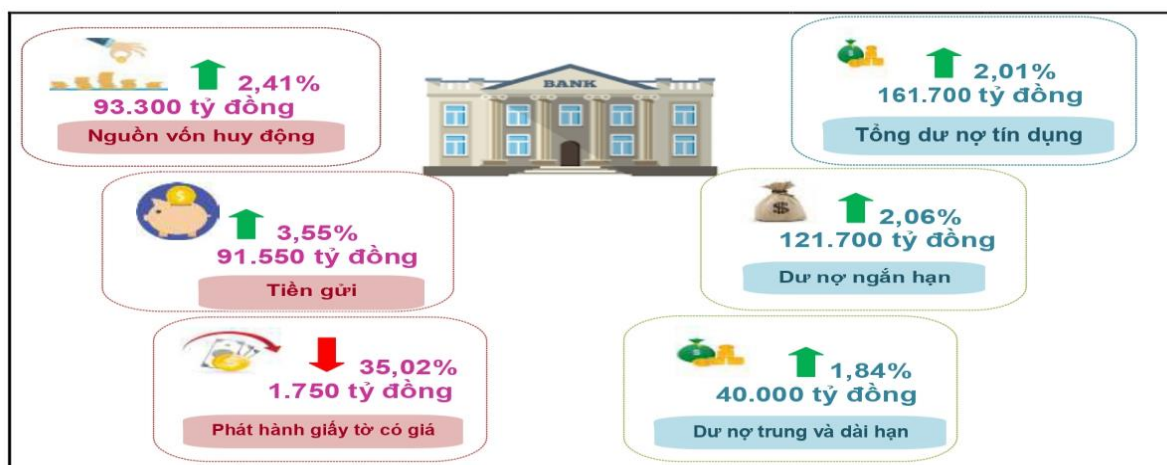 2,41%
93.300 tỷ đồng
Nguồn vốn huy động
BANK
2,01%
161.700 tỷ đồng
Tổng dư nợ tín dụng
$
3,55%
91.550 tỷ đồng
Tiền gửi
$
2,06%
121.700 tỷ đồng
Dư nợ ngắn hạn
35,02%
1.750 tỷ đồng
Phát hành giấy tờ có giá
1,84%
40.000 tỷ đồng
Dư nợ trung và dài hạn